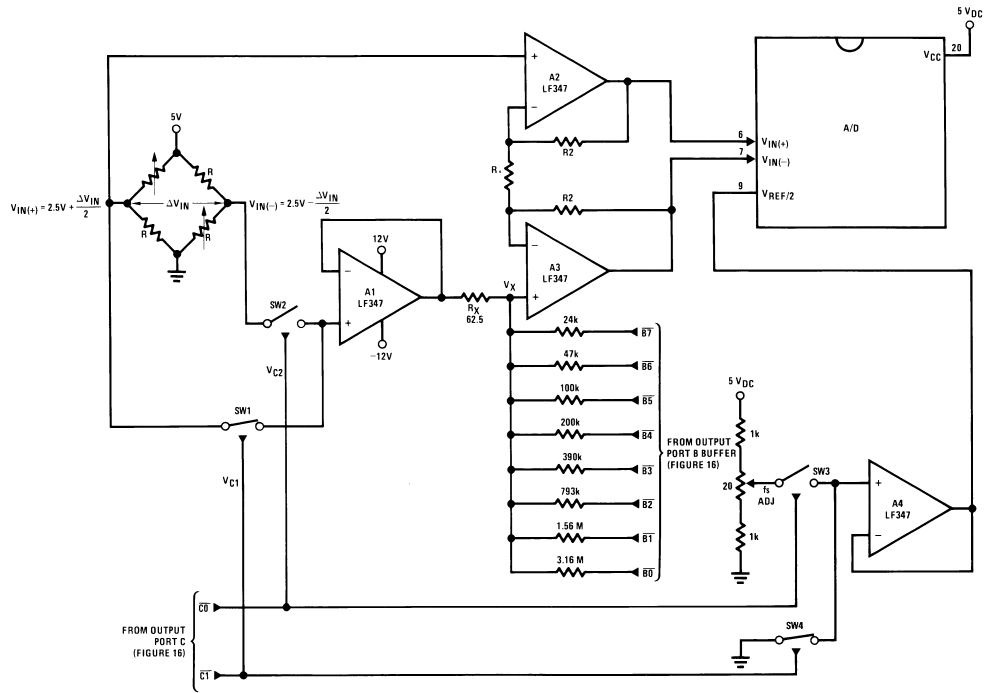 5 VDC
20
VCC
A/D
6
VIN(+)
7
VIN(−)
9
VREF/2
+
A2
LF347
−
R2
R.
R2
−
A3
LF347
+
VX
5V
R
R
R
ΔVIN
VIN(+) = 2.5V + ΔVIN/2
VIN(−) = 2.5V − ΔVIN/2
12V
−
A1
LF347
+
−12V
RX
62.5
SW2
VC2
SW1
VC1
24k
B7
47k
B6
100k
B5
200k
B4
390k
B3
793k
B2
1.56 M
B1
3.16 M
B0
FROM OUTPUT
PORT B BUFFER
(FIGURE 16)
5 VDC
1k
20
fs
ADJ
1k
SW3
+
A4
LF347
−
SW4
C0
FROM OUTPUT
PORT C
(FIGURE 16)
C1